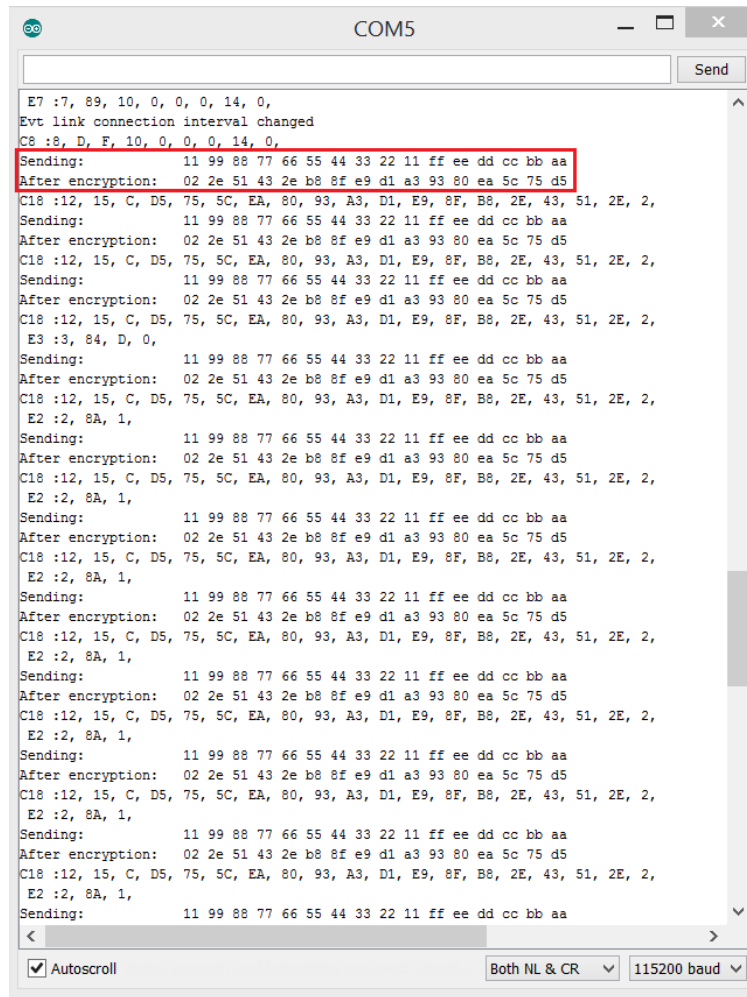 COM5
Send
E7 :7, 89, 10, 0, 0, 0, 14, 0,
Evt link connection interval changed
C8 :8, D, F, 10, 0, 0, 0, 14, 0,
Sending: 11 99 88 77 66 55 44 33 22 11 ff ee dd cc bb aa
After encryption: 02 2e 51 43 2e b8 8f e9 d1 a3 93 80 ea 5c 75 d5
C18 :12, 15, C, D5, 75, 5C, EA, 80, 93, A3, D1, E9, 8F, B8, 2E, 43, 51, 2E, 2,
Sending: 11 99 88 77 66 55 44 33 22 11 ff ee dd cc bb aa
After encryption: 02 2e 51 43 2e b8 8f e9 d1 a3 93 80 ea 5c 75 d5
C18 :12, 15, C, D5, 75, 5C, EA, 80, 93, A3, D1, E9, 8F, B8, 2E, 43, 51, 2E, 2,
Sending: 11 99 88 77 66 55 44 33 22 11 ff ee dd cc bb aa
After encryption: 02 2e 51 43 2e b8 8f e9 d1 a3 93 80 ea 5c 75 d5
C18 :12, 15, C, D5, 75, 5C, EA, 80, 93, A3, D1, E9, 8F, B8, 2E, 43, 51, 2E, 2,
E3 :3, 84, D, 0,
Sending: 11 99 88 77 66 55 44 33 22 11 ff ee dd cc bb aa
After encryption: 02 2e 51 43 2e b8 8f e9 d1 a3 93 80 ea 5c 75 d5
C18 :12, 15, C, D5, 75, 5C, EA, 80, 93, A3, D1, E9, 8F, B8, 2E, 43, 51, 2E, 2,
E2 :2, 8A, 1,
Sending: 11 99 88 77 66 55 44 33 22 11 ff ee dd cc bb aa
After encryption: 02 2e 51 43 2e b8 8f e9 d1 a3 93 80 ea 5c 75 d5
C18 :12, 15, C, D5, 75, 5C, EA, 80, 93, A3, D1, E9, 8F, B8, 2E, 43, 51, 2E, 2,
E2 :2, 8A, 1,
Sending: 11 99 88 77 66 55 44 33 22 11 ff ee dd cc bb aa
After encryption: 02 2e 51 43 2e b8 8f e9 d1 a3 93 80 ea 5c 75 d5
C18 :12, 15, C, D5, 75, 5C, EA, 80, 93, A3, D1, E9, 8F, B8, 2E, 43, 51, 2E, 2,
E2 :2, 8A, 1,
Sending: 11 99 88 77 66 55 44 33 22 11 ff ee dd cc bb aa
After encryption: 02 2e 51 43 2e b8 8f e9 d1 a3 93 80 ea 5c 75 d5
C18 :12, 15, C, D5, 75, 5C, EA, 80, 93, A3, D1, E9, 8F, B8, 2E, 43, 51, 2E, 2,
E2 :2, 8A, 1,
Sending: 11 99 88 77 66 55 44 33 22 11 ff ee dd cc bb aa
After encryption: 02 2e 51 43 2e b8 8f e9 d1 a3 93 80 ea 5c 75 d5
C18 :12, 15, C, D5, 75, 5C, EA, 80, 93, A3, D1, E9, 8F, B8, 2E, 43, 51, 2E, 2,
E2 :2, 8A, 1,
Sending: 11 99 88 77 66 55 44 33 22 11 ff ee dd cc bb aa
After encryption: 02 2e 51 43 2e b8 8f e9 d1 a3 93 80 ea 5c 75 d5
C18 :12, 15, C, D5, 75, 5C, EA, 80, 93, A3, D1, E9, 8F, B8, 2E, 43, 51, 2E, 2,
E2 :2, 8A, 1,
Sending: 11 99 88 77 66 55 44 33 22 11 ff ee dd cc bb aa
After encryption: 02 2e 51 43 2e b8 8f e9 d1 a3 93 80 ea 5c 75 d5
C18 :12, 15, C, D5, 75, 5C, EA, 80, 93, A3, D1, E9, 8F, B8, 2E, 43, 51, 2E, 2,
E2 :2, 8A, 1,
Sending: 11 99 88 77 66 55 44 33 22 11 ff ee dd cc bb aa
Autoscroll Both NL & CR 115200 baud